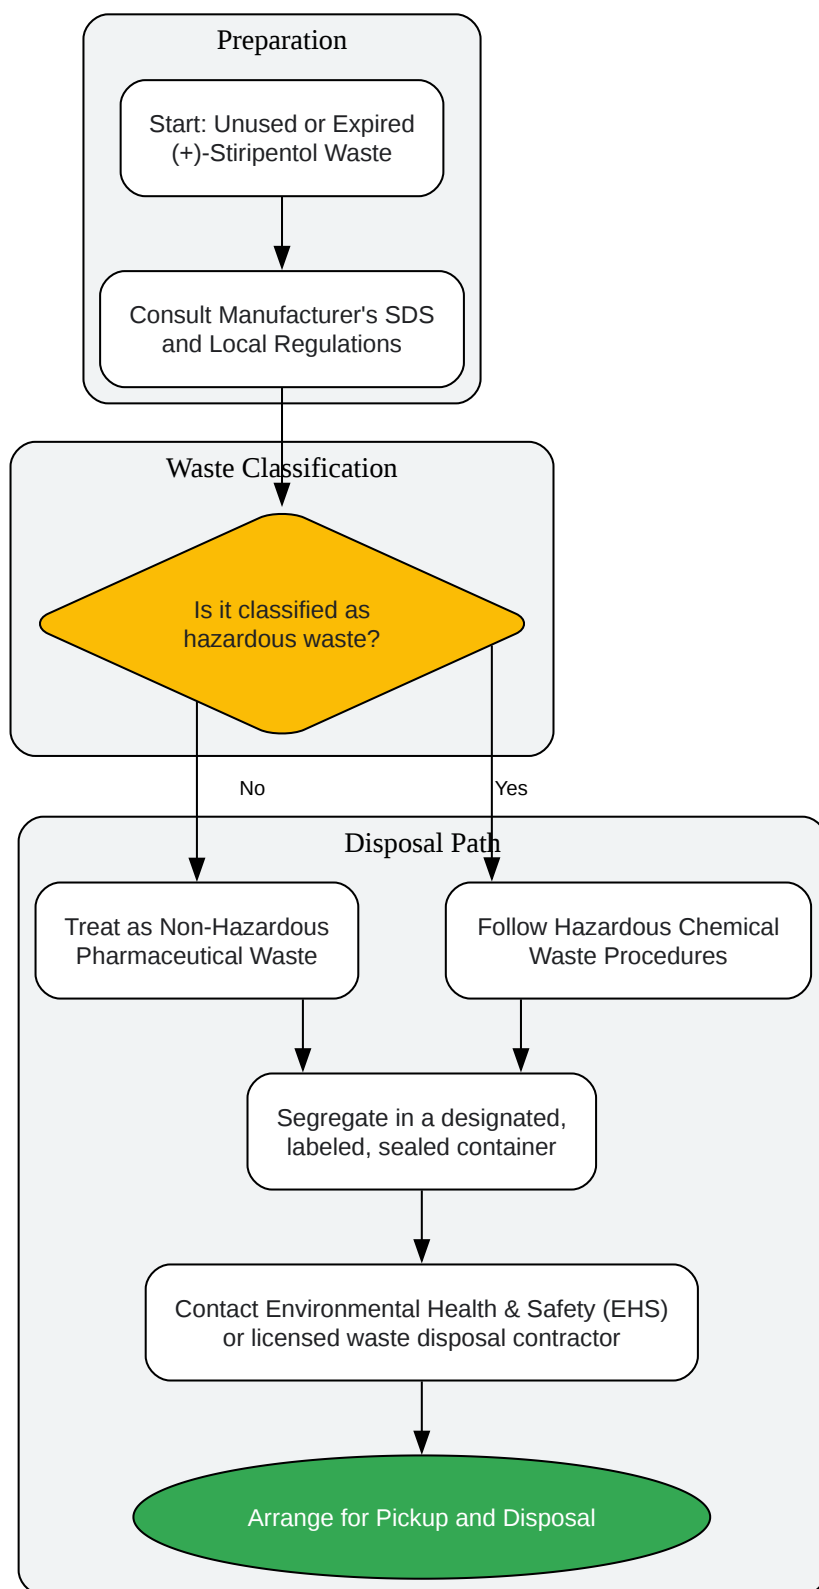 Preparation
Start: Unused or Expired
(+)-Stiripentol Waste
Consult Manufacturer's SDS
and Local Regulations
Waste Classification
Is it classified as
hazardous waste?
No
Yes
Disposal Path
Treat as Non-Hazardous
Pharmaceutical Waste
Follow Hazardous Chemical
Waste Procedures
Segregate in a designated,
labeled, sealed container
Contact Environmental Health & Safety (EHS)
or licensed waste disposal contractor
Arrange for Pickup and Disposal